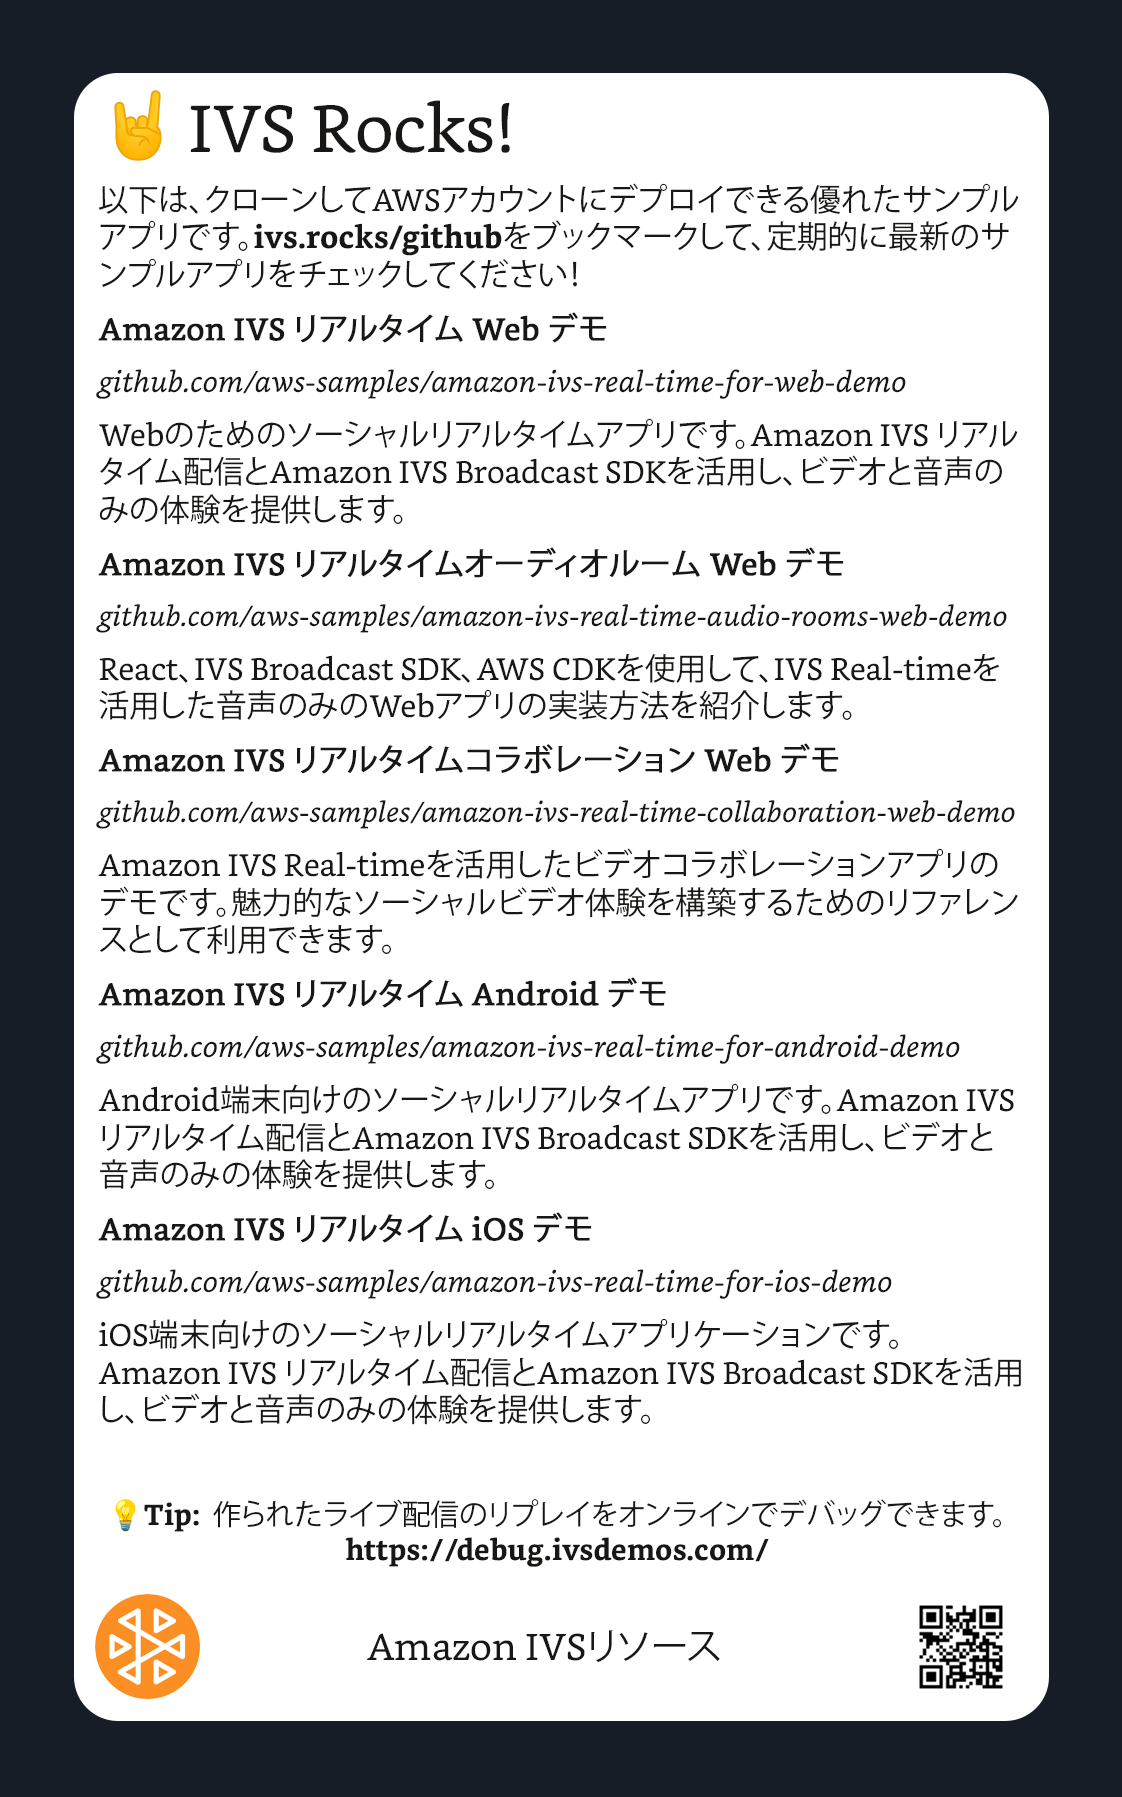 🤘 IVS Rocks!
以下は、クローンしてAWSアカウントにデプロイできる優れたサンプル
アプリです。ivs.rocks/githubをブックマークして、定期的に最新のサ
ンプルアプリをチェックしてください！
Amazon IVS リアルタイム Web デモ
github.com/aws-samples/amazon-ivs-real-time-for-web-demo
Webのためのソーシャルリアルタイムアプリです。Amazon IVS リアル
タイム配信とAmazon IVS Broadcast SDKを活用し、ビデオと音声の
みの体験を提供します。
Amazon IVS リアルタイムオーディオルーム Web デモ
github.com/aws-samples/amazon-ivs-real-time-audio-rooms-web-demo
React、IVS Broadcast SDK、AWS CDKを使用して、IVS Real-timeを
活用した音声のみのWebアプリの実装方法を紹介します。
Amazon IVS リアルタイムコラボレーション Web デモ
github.com/aws-samples/amazon-ivs-real-time-collaboration-web-demo
Amazon IVS Real-timeを活用したビデオコラボレーションアプリの
デモです。魅力的なソーシャルビデオ体験を構築するためのリファレン
スとして利用できます。
Amazon IVS リアルタイム Android デモ
github.com/aws-samples/amazon-ivs-real-time-for-android-demo
Android端末向けのソーシャルリアルタイムアプリです。Amazon IVS
リアルタイム配信とAmazon IVS Broadcast SDKを活用し、ビデオと
音声のみの体験を提供します。
Amazon IVS リアルタイム iOS デモ
github.com/aws-samples/amazon-ivs-real-time-for-ios-demo
iOS端末向けのソーシャルリアルタイムアプリケーションです。
Amazon IVS リアルタイム配信とAmazon IVS Broadcast SDKを活用
し、ビデオと音声のみの体験を提供します。
💡Tip: 作られたライブ配信のリプレイをオンラインでデバッグできます。
https://debug.ivsdemos.com/
Amazon IVSリソース